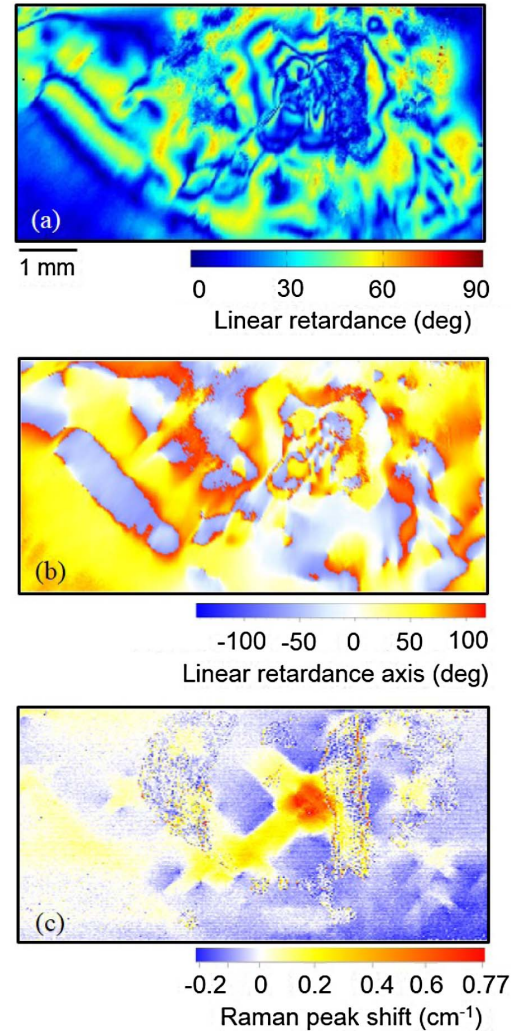 (a)
1 mm
0 30 60 90
Linear retardance (deg)
(b)
-100 -50 0 50 100
Linear retardance axis (deg)
(c)
-0.2 0 0.2 0.4 0.6 0.77
Raman peak shift (cm⁻¹)